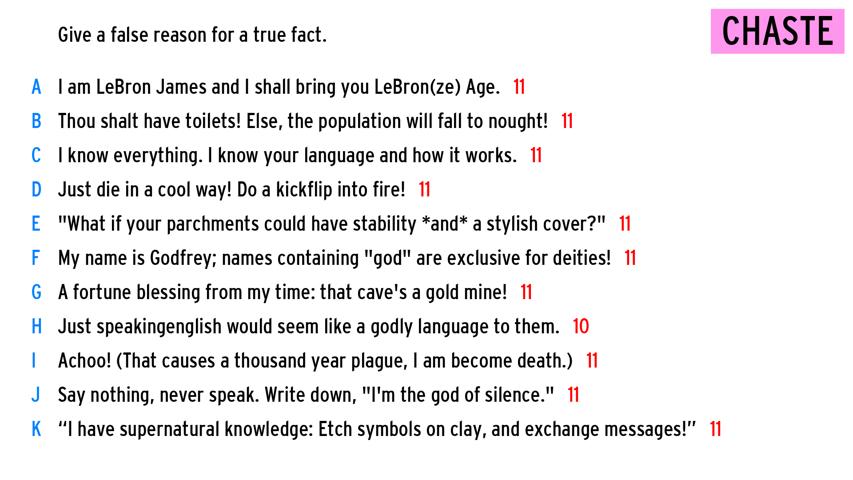 Give a false reason for a true fact.
CHASTE
A I am LeBron James and I shall bring you LeBron(ze) Age. 11
B Thou shalt have toilets! Else, the population will fall to nought! 11
C I know everything. I know your language and how it works. 11
D Just die in a cool way! Do a kickflip into fire! 11
E "What if your parchments could have stability *and* a stylish cover?" 11
F My name is Godfrey; names containing "god" are exclusive for deities! 11
G A fortune blessing from my time: that cave's a gold mine! 11
H Just speakingenglish would seem like a godly language to them. 10
I Achoo! (That causes a thousand year plague, I am become death.) 11
J Say nothing, never speak. Write down, "I'm the god of silence." 11
K “I have supernatural knowledge: Etch symbols on clay, and exchange messages!” 11